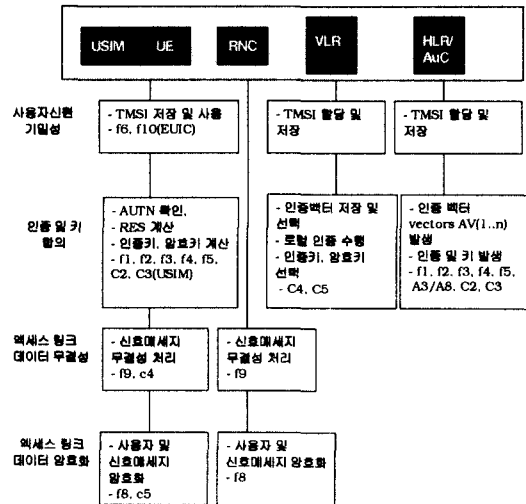 USIM UE RNC VLR HLR/
AuC
사용자신원
기밀성
- TMSI 저장 및 사용
- f6, f10(EUIC)
- TMSI 할당 및
저장
- TMSI 할당 및
저장
인증 및 키
합의
- AUTN 확인,
- RES 계산
- 인증키, 암호키 계산
- f1, f2, f3, f4, f5,
C2, C3(USIM)
- 인증벡터 저장 및
선택
- 로컬 인증 수행
- 인증키, 암호키
선택
- C4, C5
- 인증 벡터
vectors AV(1..n)
발생
- 인증 및 키 발생
- f1, f2, f3, f4, f5,
A3/A8, C2, C3
액세스 링크
데이터 무결성
- 신호메세지
무결성 처리
- f9, c4
- 신호메세지
무결성 처리
- f9
액세스 링크
데이터 암호화
- 사용자 및
신호메세지
암호화
- f8, c5
- 사용자 및
신호메세지 암호화
- f8